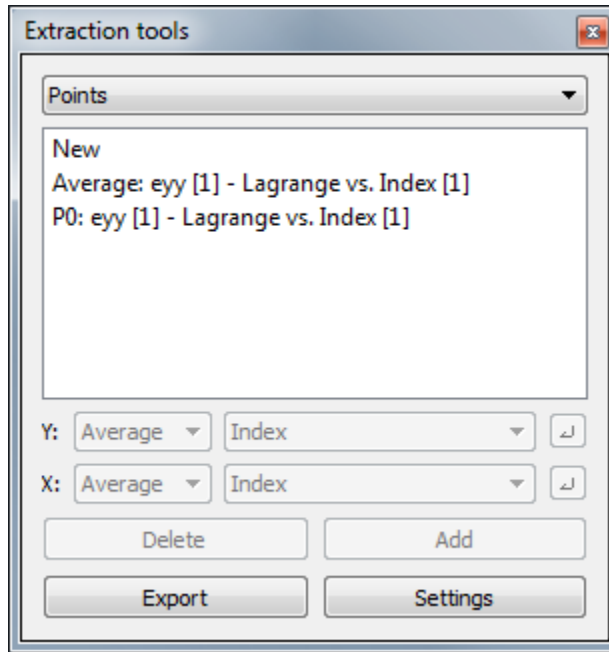 Extraction tools
Points
New
Average: eyy [1] - Lagrange vs. Index [1]
P0: eyy [1] - Lagrange vs. Index [1]
Y: Average Index
X: Average Index
Delete Add
Export Settings